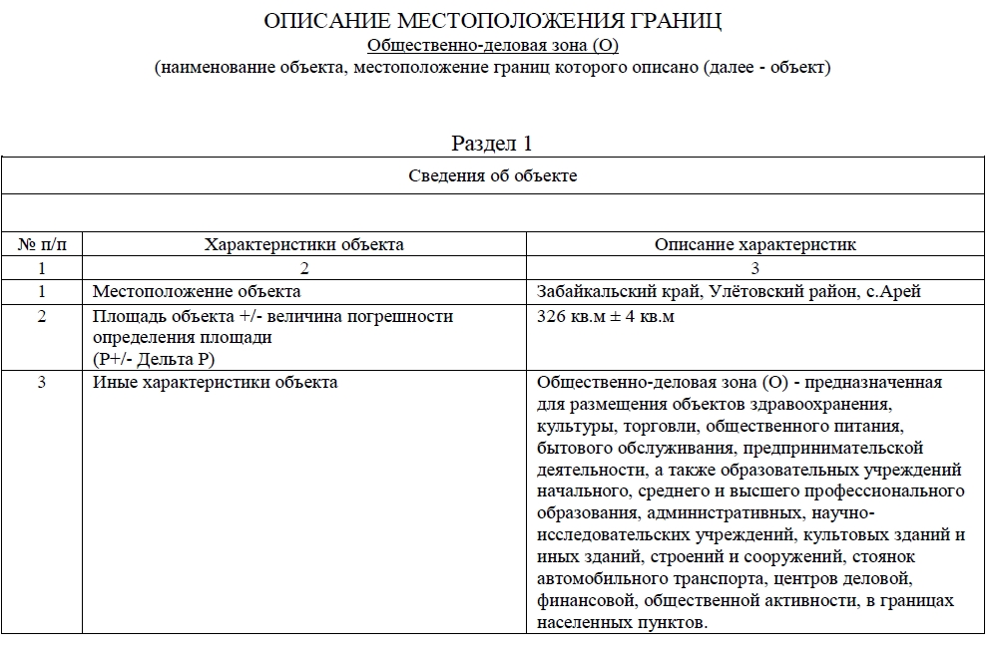 ОПИСАНИЕ МЕСТОПОЛОЖЕНИЯ ГРАНИЦ
Общественно-деловая зона (О)
(наименование объекта, местоположение границ которого описано (далее - объект)
Раздел 1
Сведения об объекте
№ п/п Характеристики объекта Описание характеристик
1 2 3
1 Местоположение объекта Забайкальский край, Улётовский район, с.Арей
2 Площадь объекта +/- величина погрешности 326 кв.м ± 4 кв.м
определения площади
(Р+/- Дельта Р)
3 Иные характеристики объекта Общественно-деловая зона (О) - предназначенная
для размещения объектов здравоохранения,
культуры, торговли, общественного питания,
бытового обслуживания, предпринимательской
деятельности, а также образовательных учреждений
начального, среднего и высшего профессионального
образования, административных, научно-
исследовательских учреждений, культовых зданий и
иных зданий, строений и сооружений, стоянок
автомобильного транспорта, центров деловой,
финансовой, общественной активности, в границах
населенных пунктов.